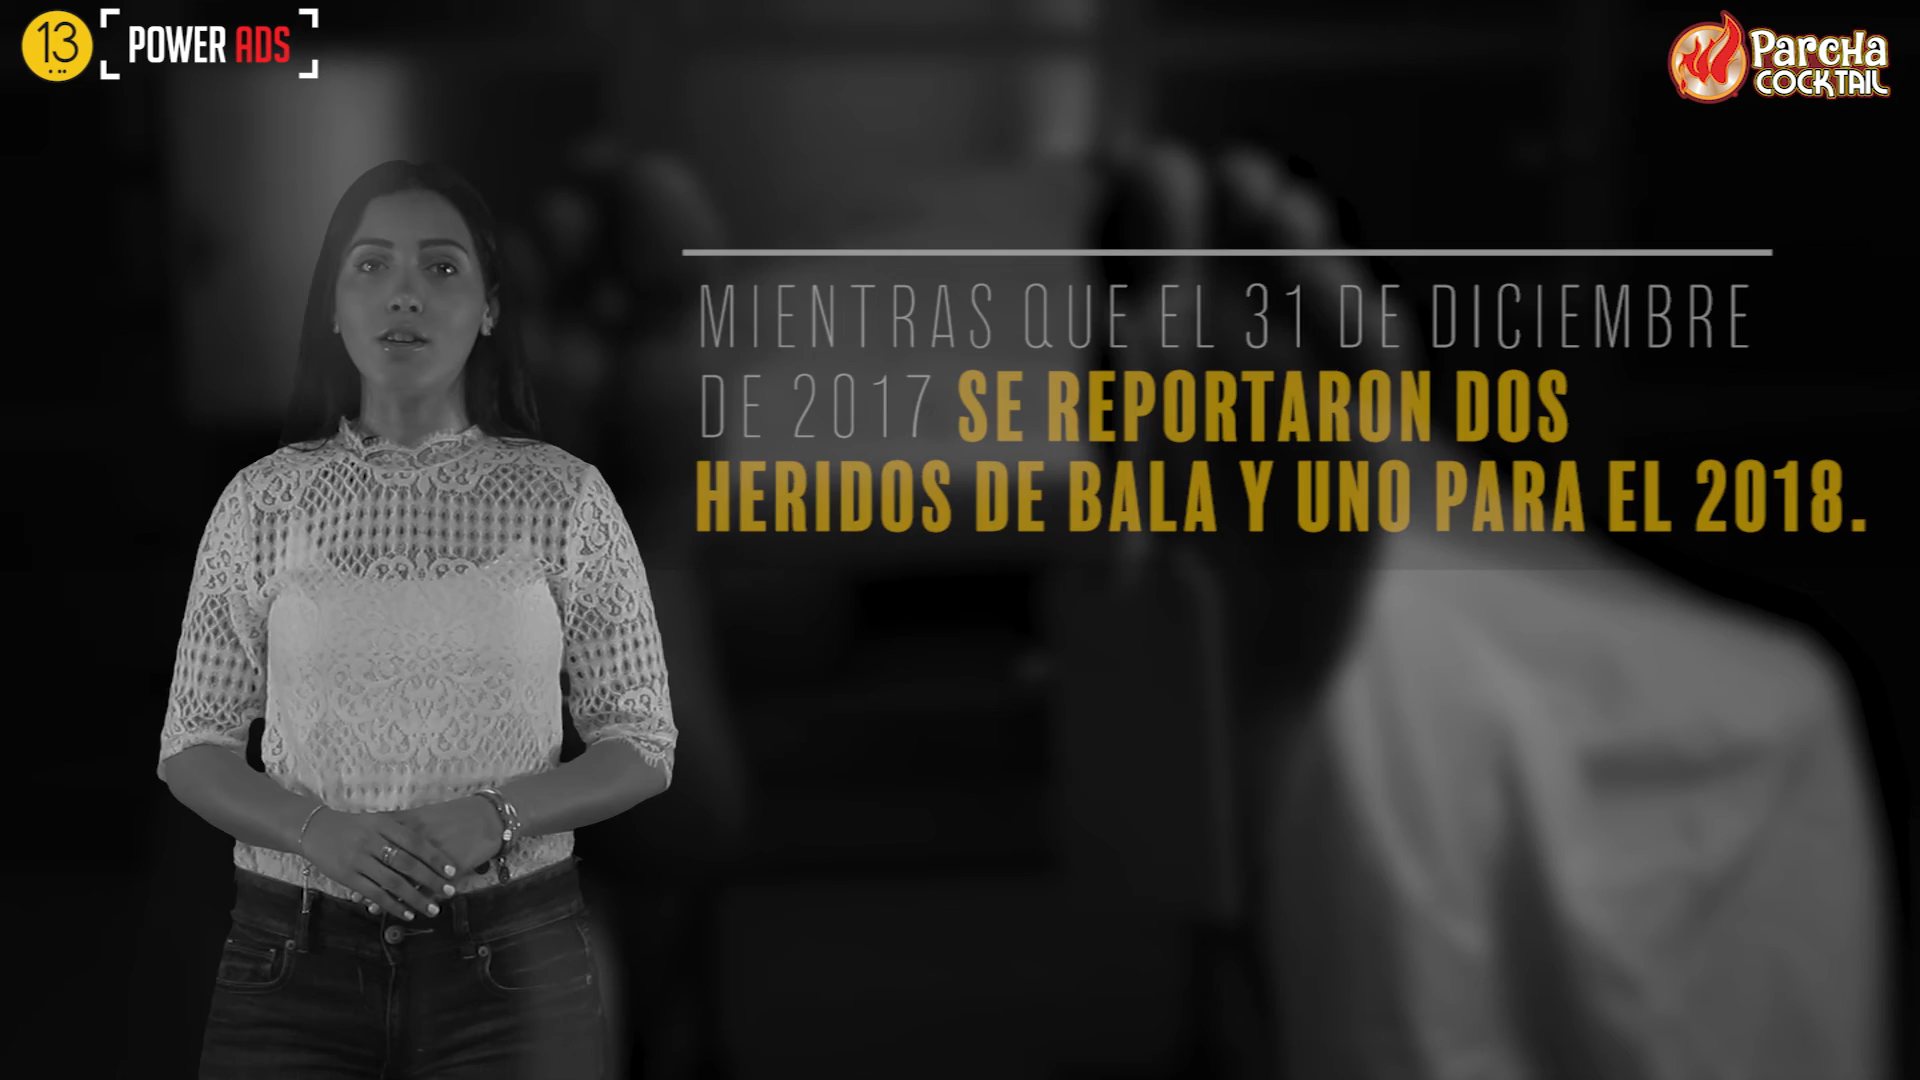 13 POWER ADS
Parcha
COCKTAIL
MIENTRAS QUE EL 31 DE DICIEMBRE
DE 2017 SE REPORTARON DOS
HERIDOS DE BALA Y UNO PARA EL 2018.